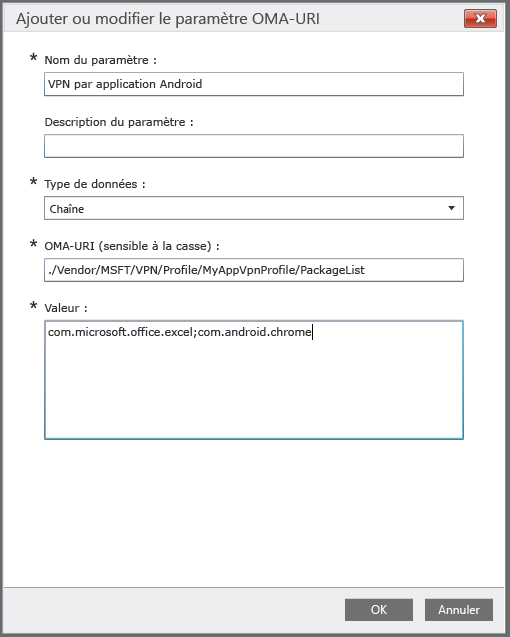 Ajouter ou modifier le paramètre OMA-URI
* Nom du paramètre :
VPN par application Android
Description du paramètre :
* Type de données :
Chaîne
* OMA-URI (sensible à la casse) :
./Vendor/MSFT/VPN/Profile/MyAppVpnProfile/PackageList
* Valeur :
com.microsoft.office.excel;com.android.chrome
OK Annuler